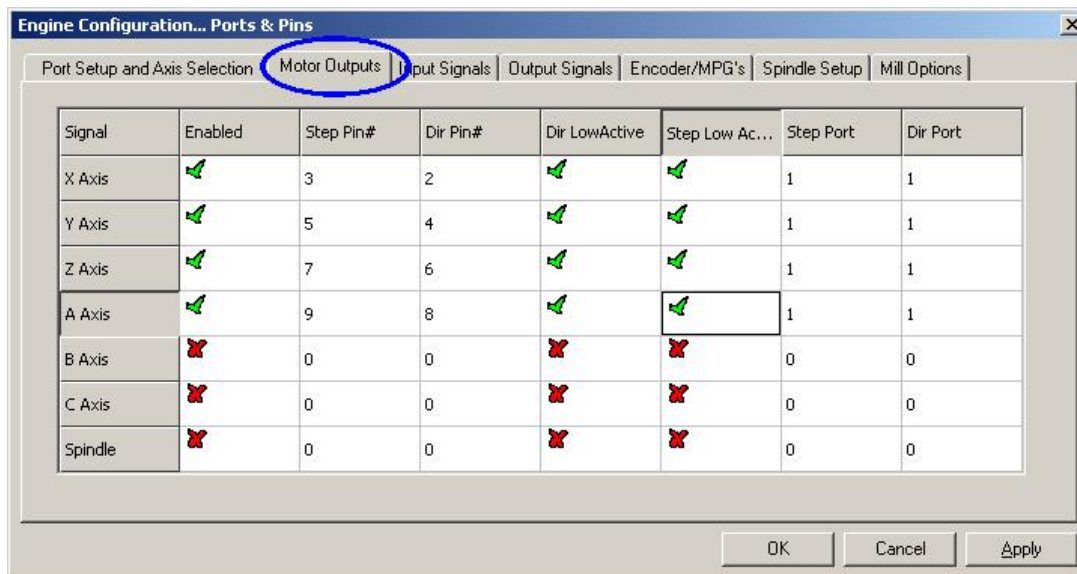 Engine Configuration... Ports & Pins
Port Setup and Axis Selection Motor Outputs Input Signals Output Signals Encoder/MPG's Spindle Setup Mill Options
Signal Enabled Step Pin# Dir Pin# Dir LowActive Step Low Ac... Step Port Dir Port
X Axis 3 2 1 1
Y Axis 5 4 1 1
Z Axis 7 6 1 1
A Axis 9 8 1 1
B Axis 0 0 0 0
C Axis 0 0 0 0
Spindle 0 0 0 0
OK Cancel Apply